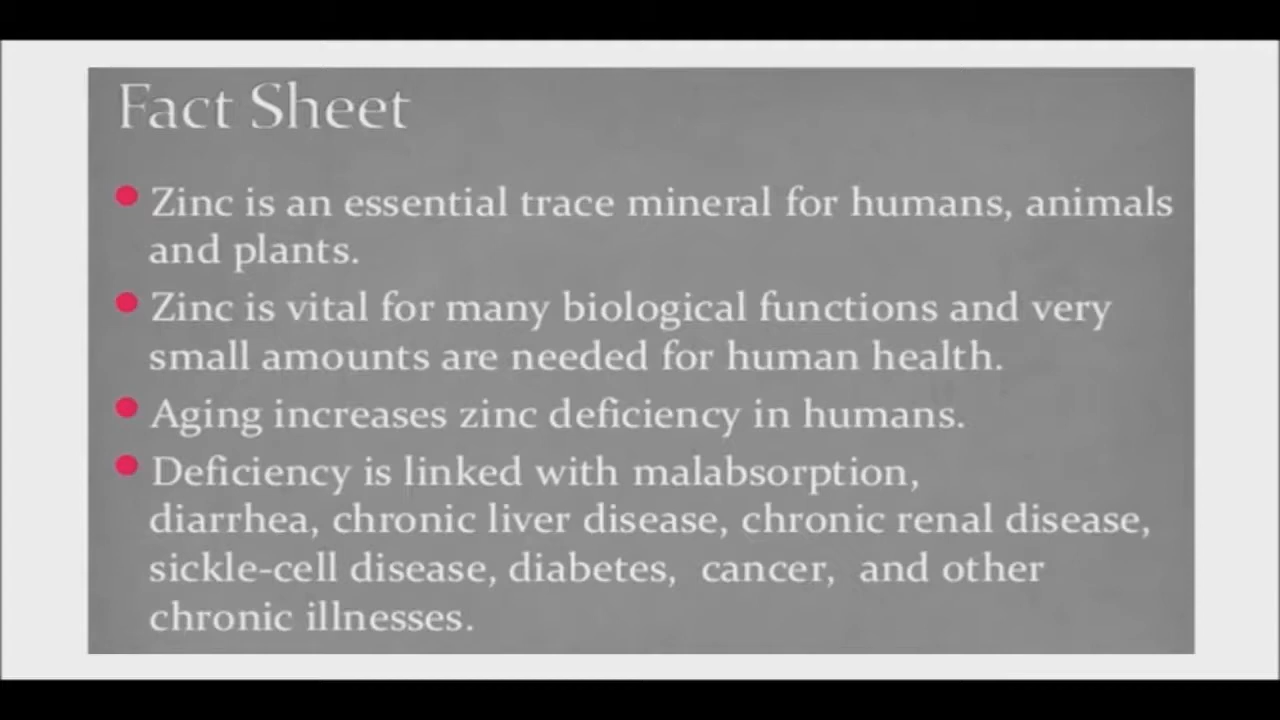 Fact Sheet
Zinc is an essential trace mineral for humans, animals
and plants.
Zinc is vital for many biological functions and very
small amounts are needed for human health.
Aging increases zinc deficiency in humans.
Deficiency is linked with malabsorption,
diarrhea, chronic liver disease, chronic renal disease,
sickle-cell disease, diabetes,  cancer,  and other
chronic illnesses.